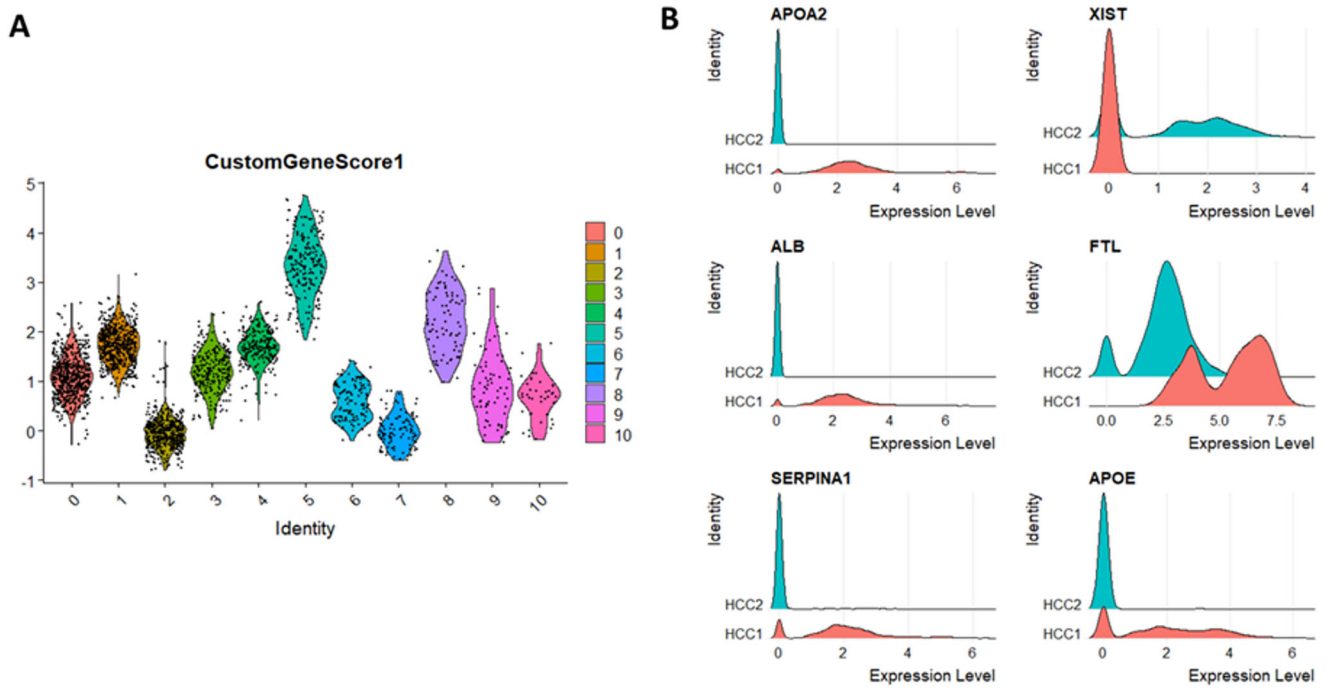 A
CustomGeneScore1
5
4
3
2
1
0
-1
0 1 2 3 4 5 6 7 8 9 10
Identity
0
1
2
3
4
5
6
7
8
9
10
B
APOA2
Identity
HCC2
HCC1
0 2 4 6
Expression Level
XIST
Identity
HCC2
HCC1
0 1 2 3 4
Expression Level
ALB
Identity
HCC2
HCC1
0 2 4 6
Expression Level
FTL
Identity
HCC2
HCC1
0.0 2.5 5.0 7.5
Expression Level
SERPINA1
Identity
HCC2
HCC1
0 2 4 6
Expression Level
APOE
Identity
HCC2
HCC1
0 2 4 6
Expression Level